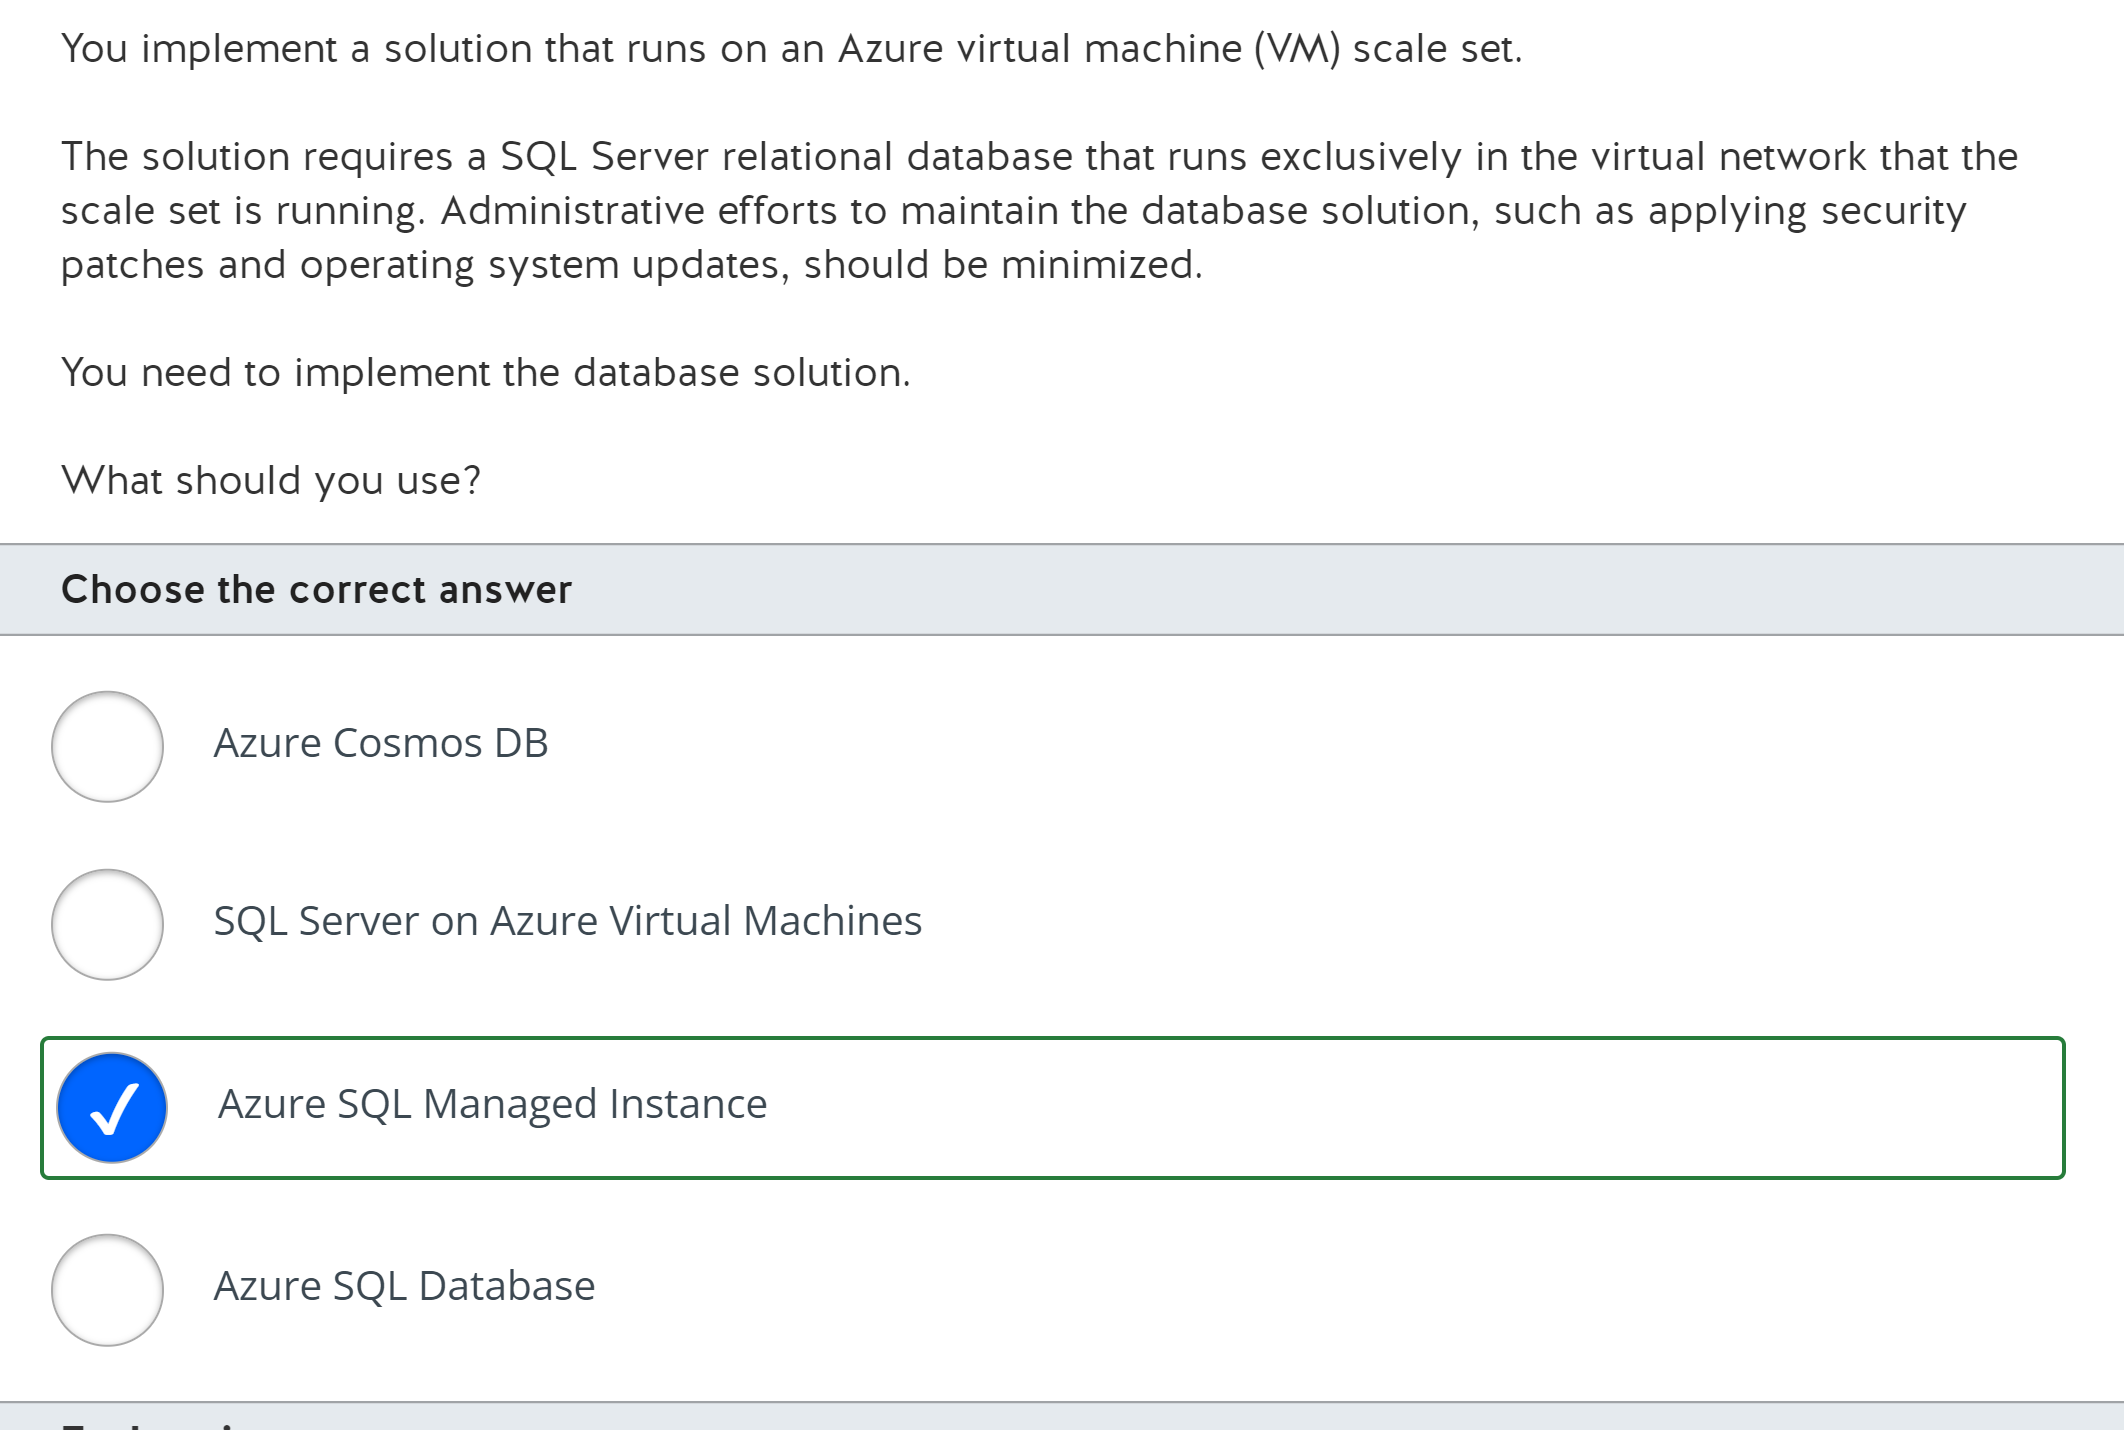 You implement a solution that runs on an Azure virtual machine (VM) scale set.
The solution requires a SQL Server relational database that runs exclusively in the virtual network that the
scale set is running. Administrative efforts to maintain the database solution, such as applying security
patches and operating system updates, should be minimized.
You need to implement the database solution.
What should you use?
Choose the correct answer
Azure Cosmos DB
SQL Server on Azure Virtual Machines
Azure SQL Managed Instance
Azure SQL Database